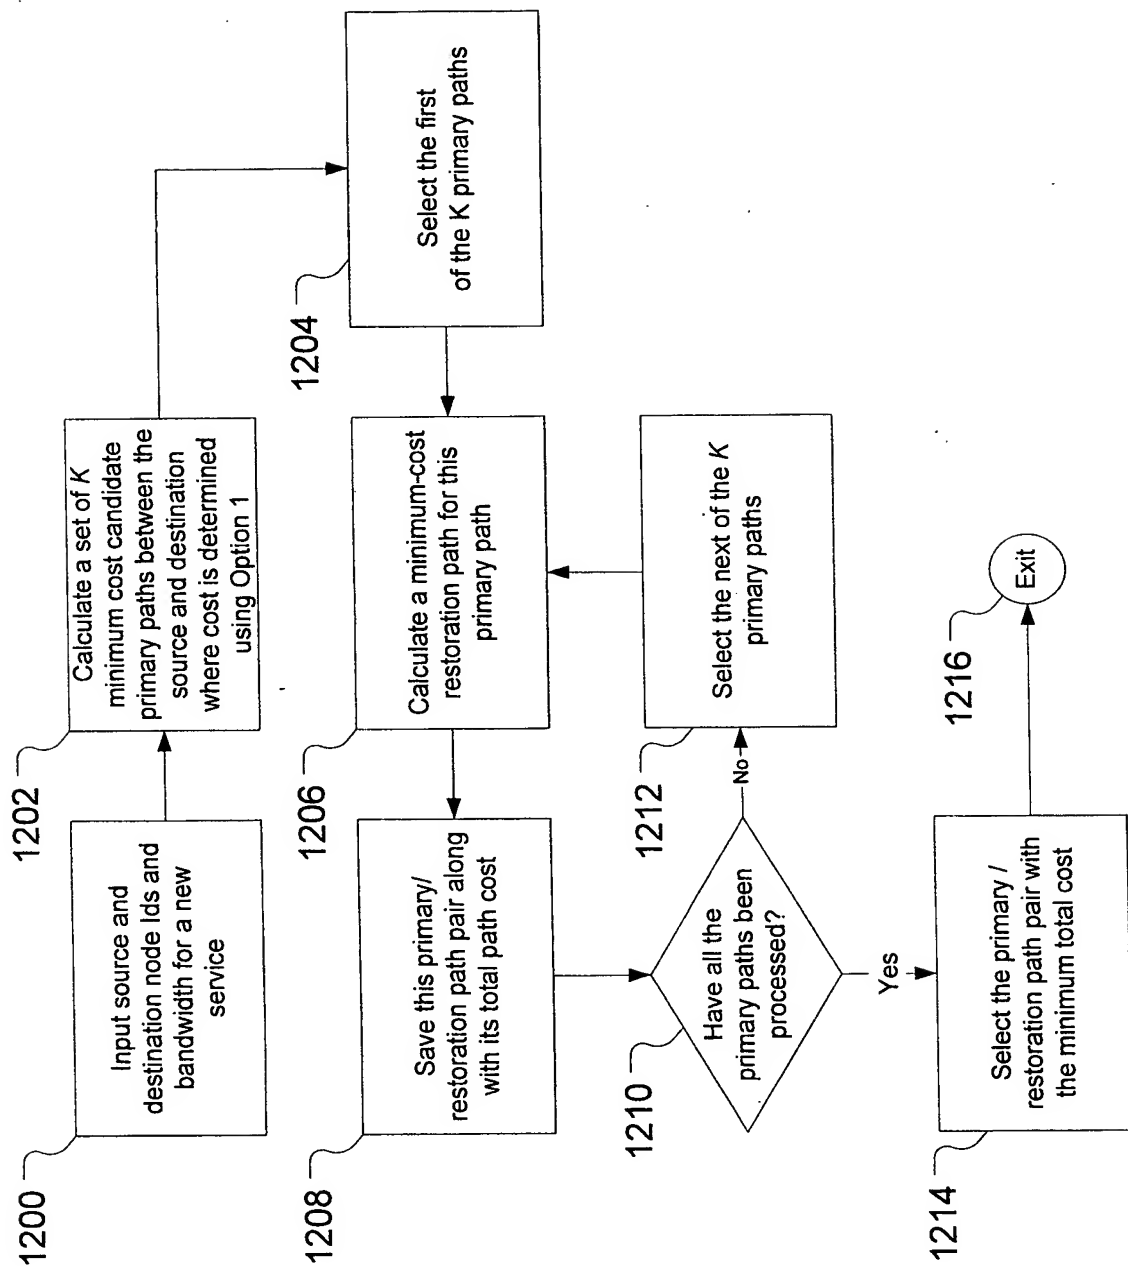 1200
Input source and
destination node Ids and
bandwidth for a new
service
1202
Calculate a set of K
minimum cost candidate
primary paths between the
source and destination
where cost is determined
using Option 1
1204
Select the first
of the K primary paths
1206
Calculate a minimum-cost
restoration path for this
primary path
1208
Save this primary/
restoration path pair along
with its total path cost
1210
Have all the
primary paths been
processed?
No
1212
Select the next of the K
primary paths
Yes
1214
Select the primary /
restoration path pair with
the minimum total cost
1216
Exit